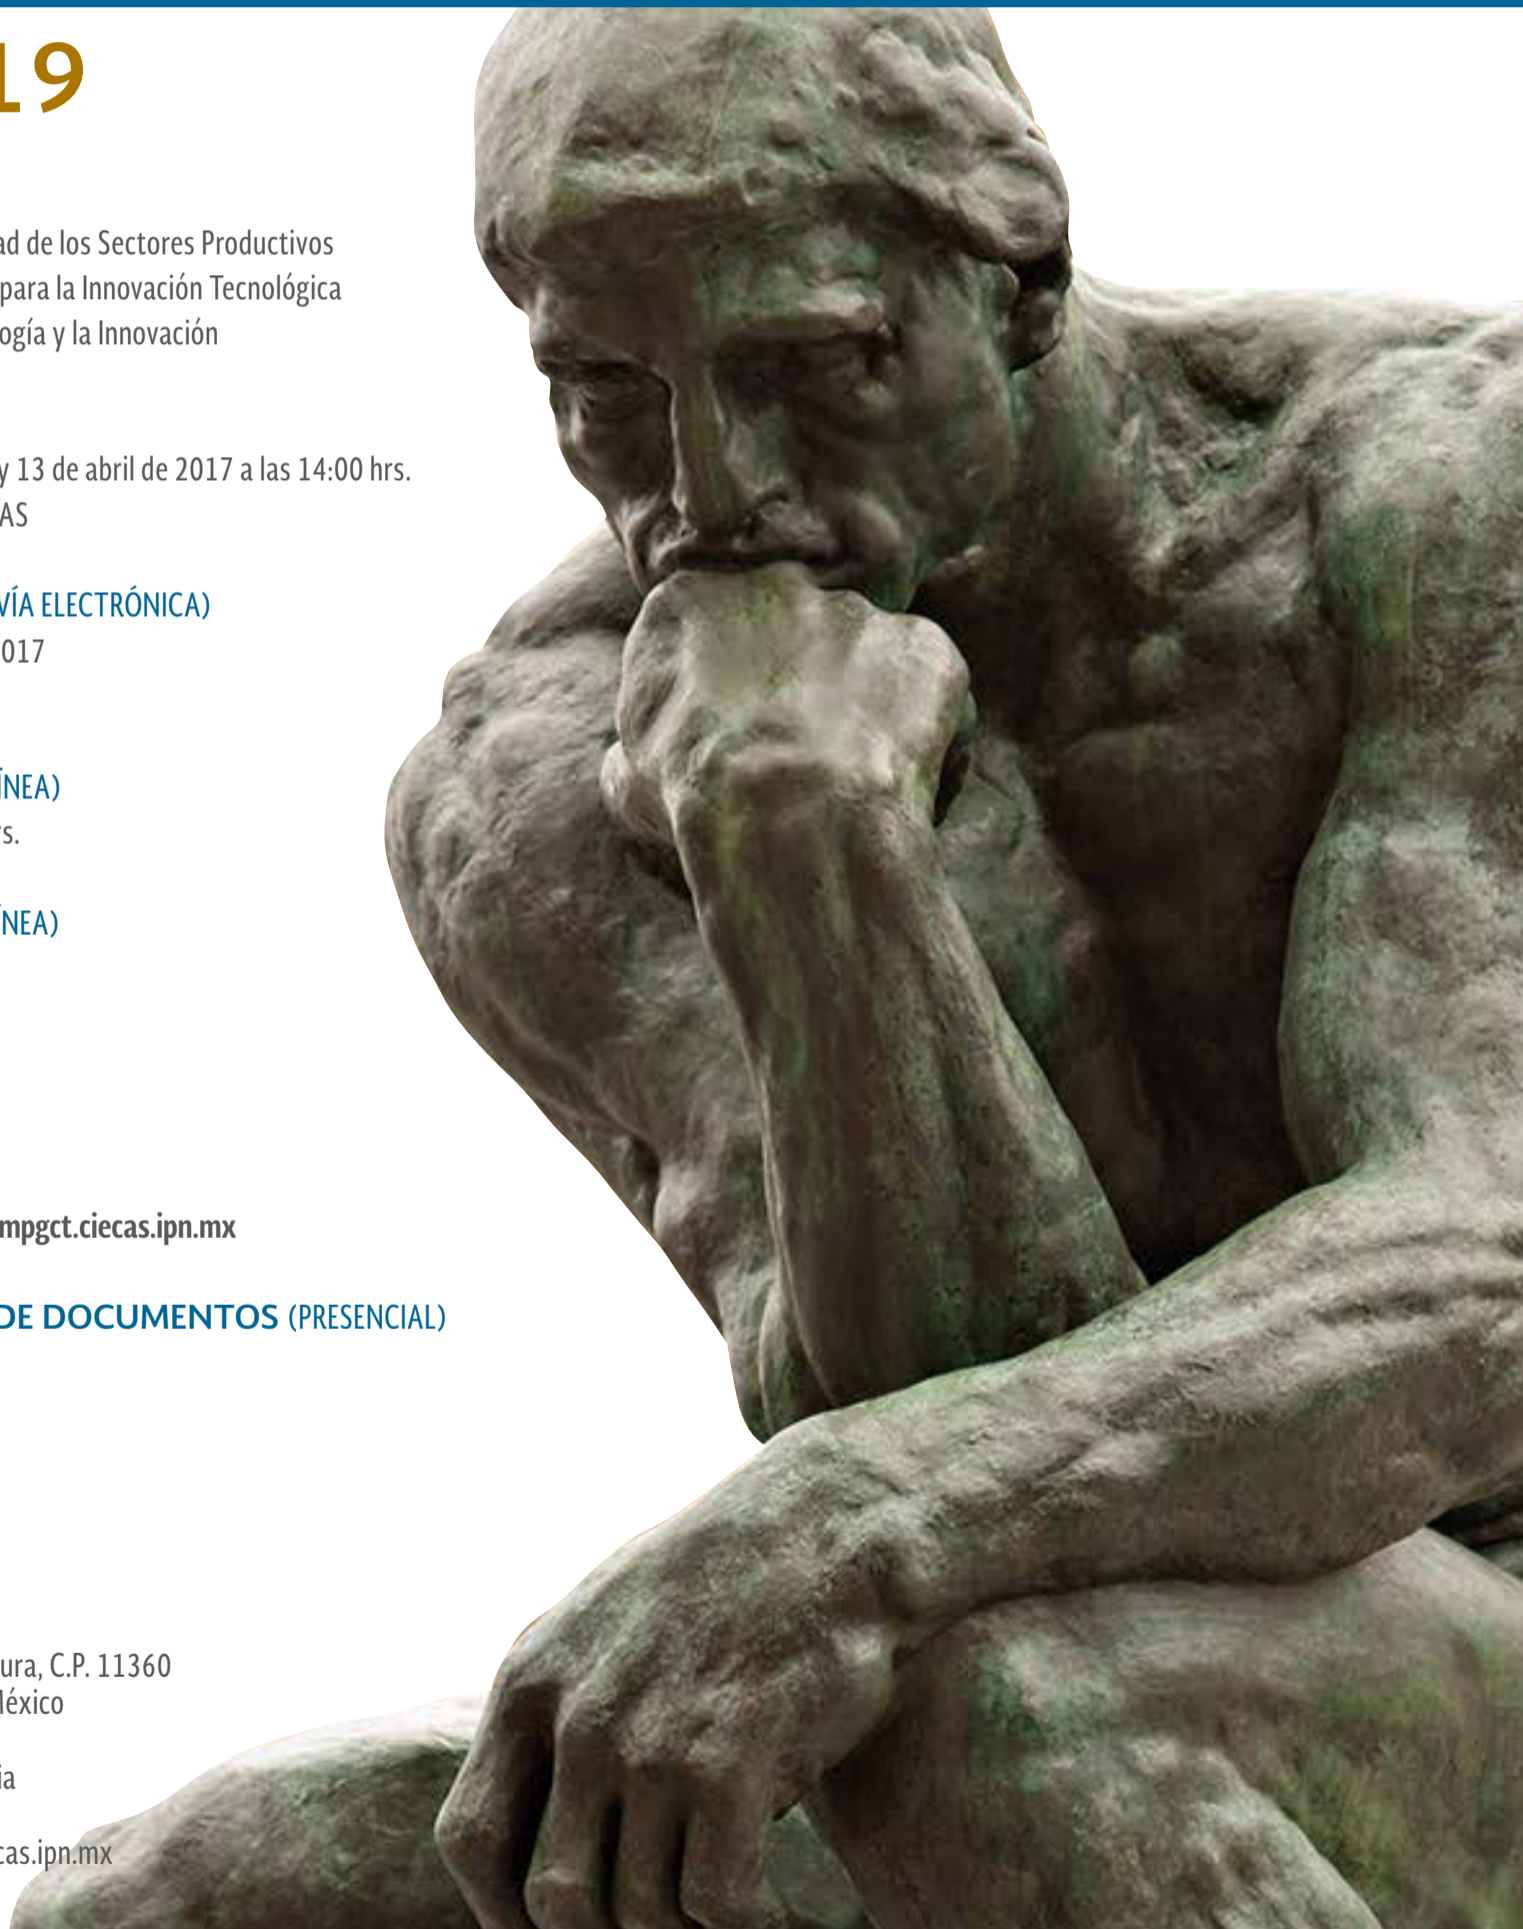 19
ad de los Sectores Productivos
para la Innovación Tecnológica
ogía y la Innovación
y 13 de abril de 2017 a las 14:00 hrs.
AS
VÍA ELECTRÓNICA)
017
ÍNEA)
rs.
ÍNEA)
mpgct.ciecas.ipn.mx
DE DOCUMENTOS (PRESENCIAL)
ura, C.P. 11360
México
ia
cas.ipn.mx